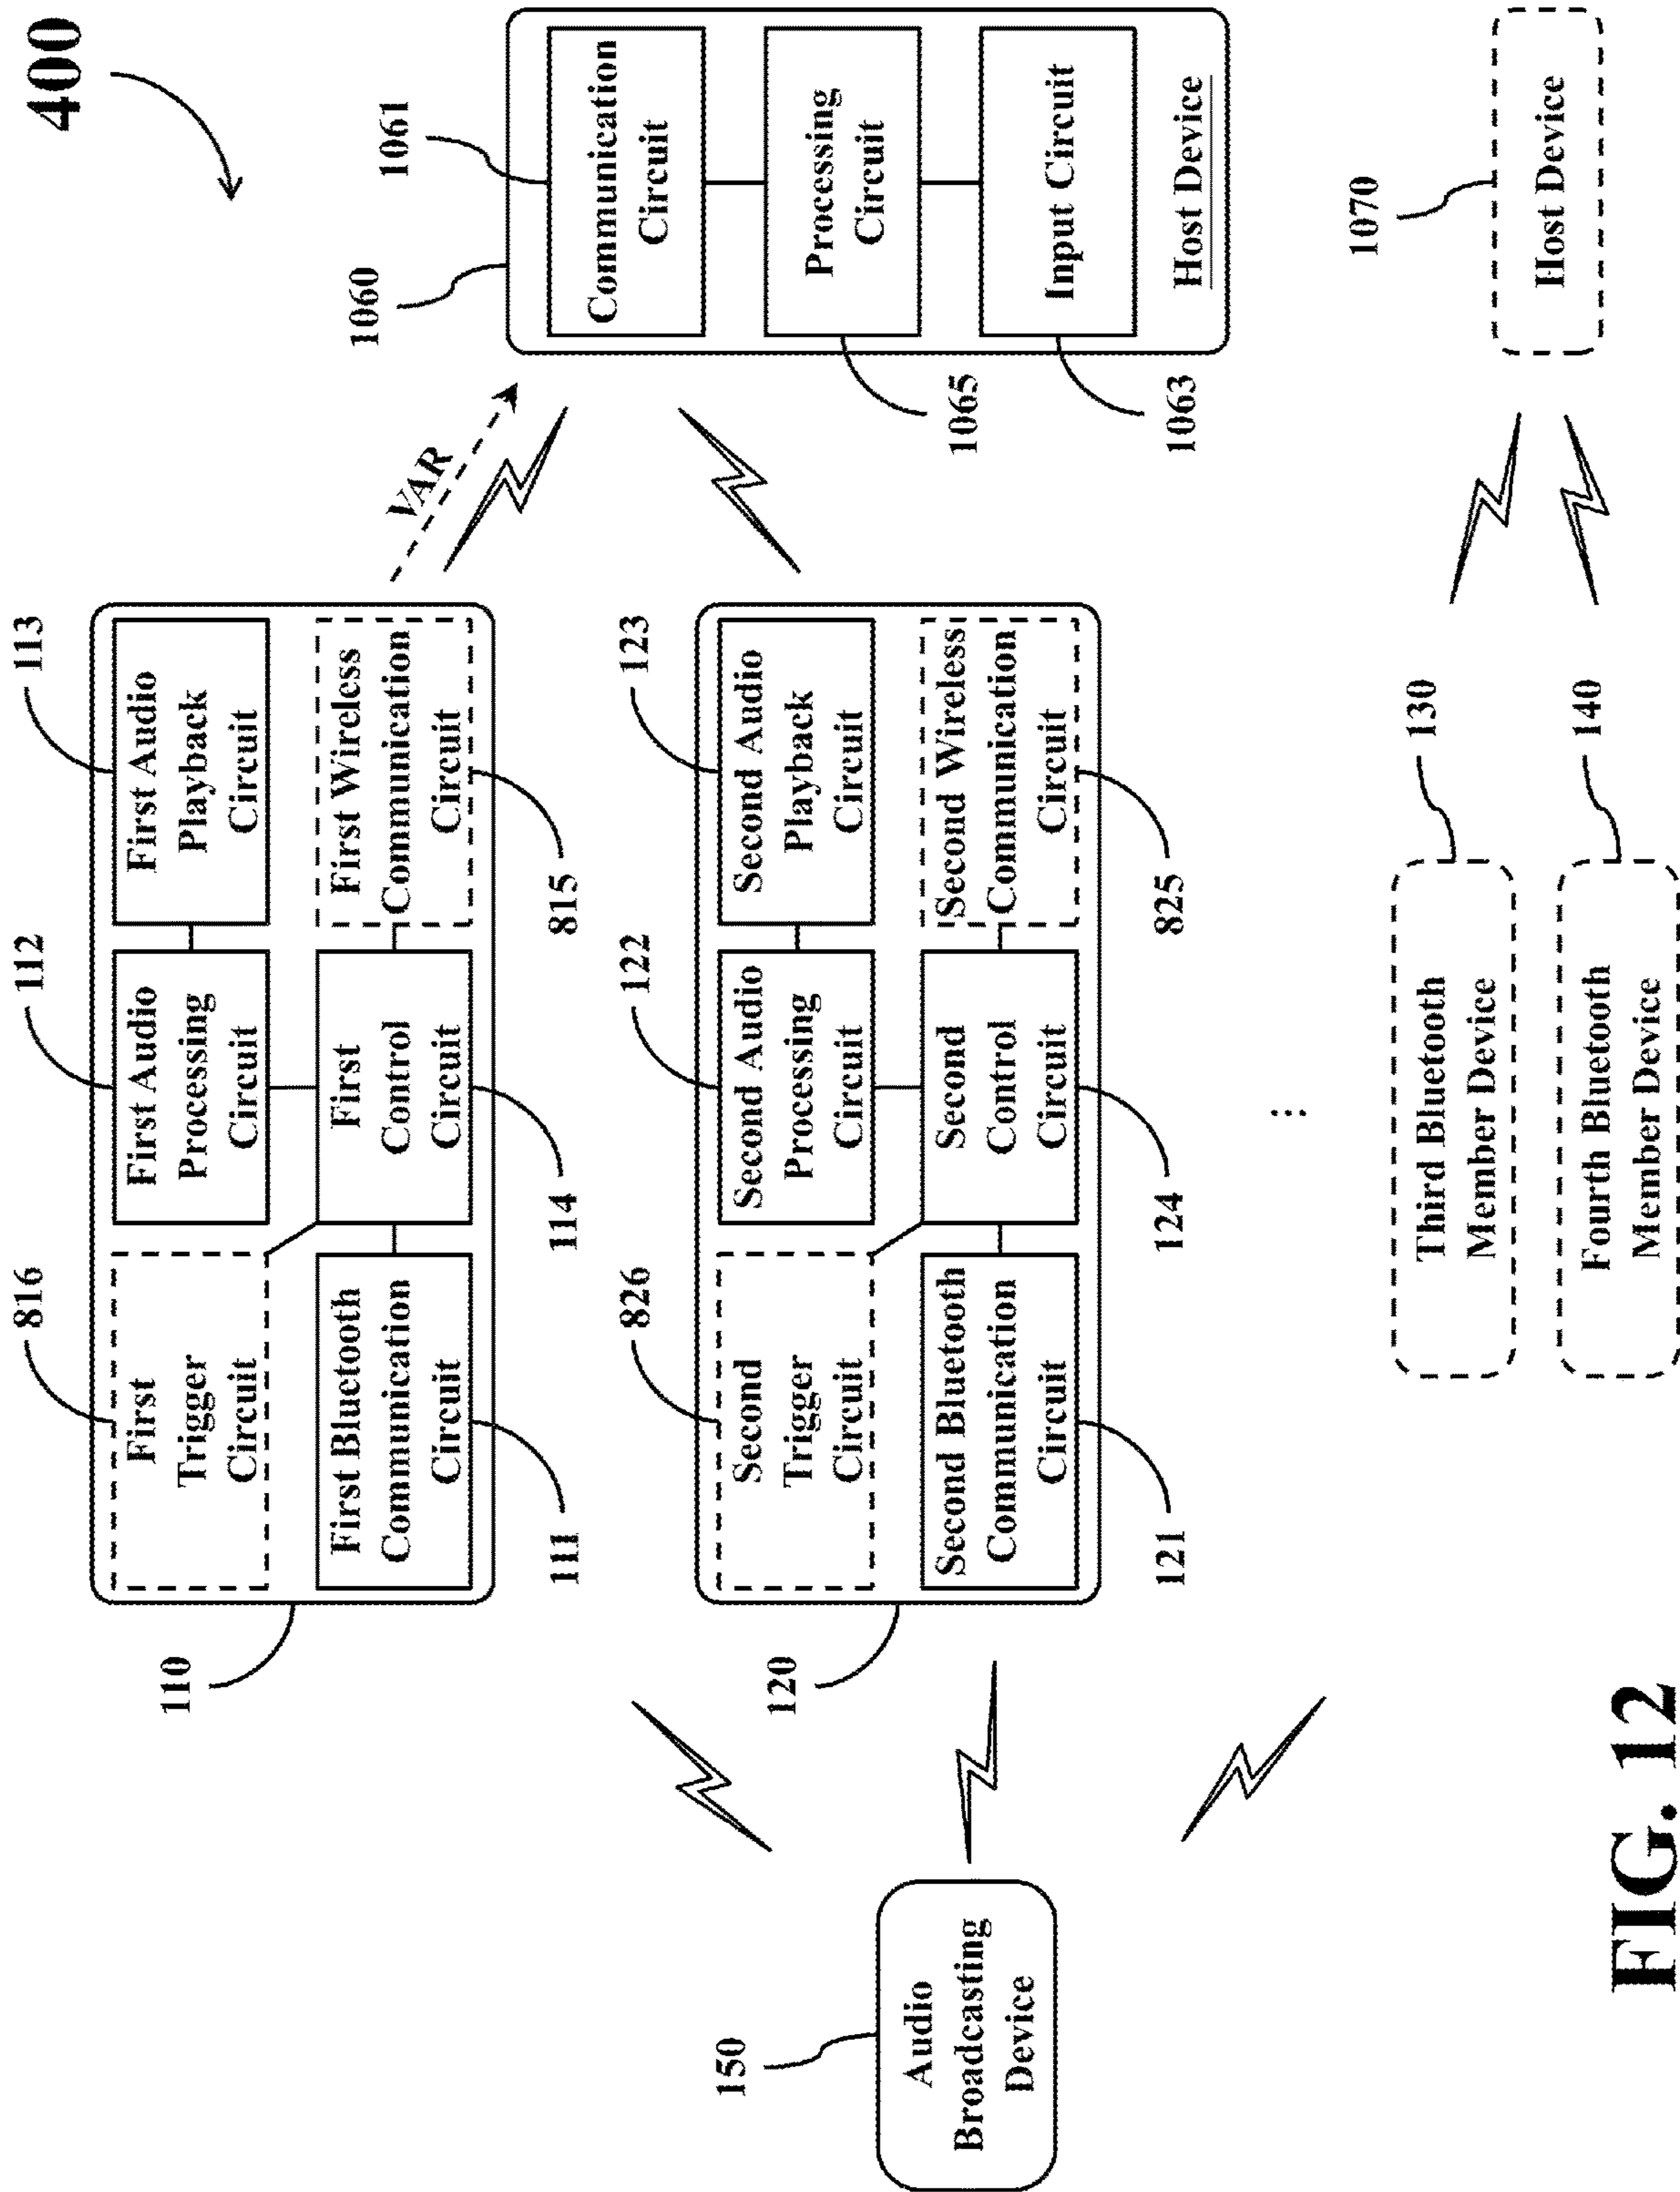 400
816
112
113
110
First
Trigger
Circuit
First Audio
Processing
Circuit
First Audio
Playback
Circuit
First Bluetooth
Communication
Circuit
First
Control
Circuit
First Wireless
Communication
Circuit
111
114
815
VAR
1060
1061
Communication
Circuit
Processing
Circuit
Input Circuit
Host Device
1065
1063
826
122
123
120
Second
Trigger
Circuit
Second Audio
Processing
Circuit
Second Audio
Playback
Circuit
Second Bluetooth
Communication
Circuit
Second
Control
Circuit
Second Wireless
Communication
Circuit
121
124
825
150
Audio
Broadcasting
Device
...
130
Third Bluetooth
Member Device
140
Fourth Bluetooth
Member Device
1070
Host Device
FIG. 12